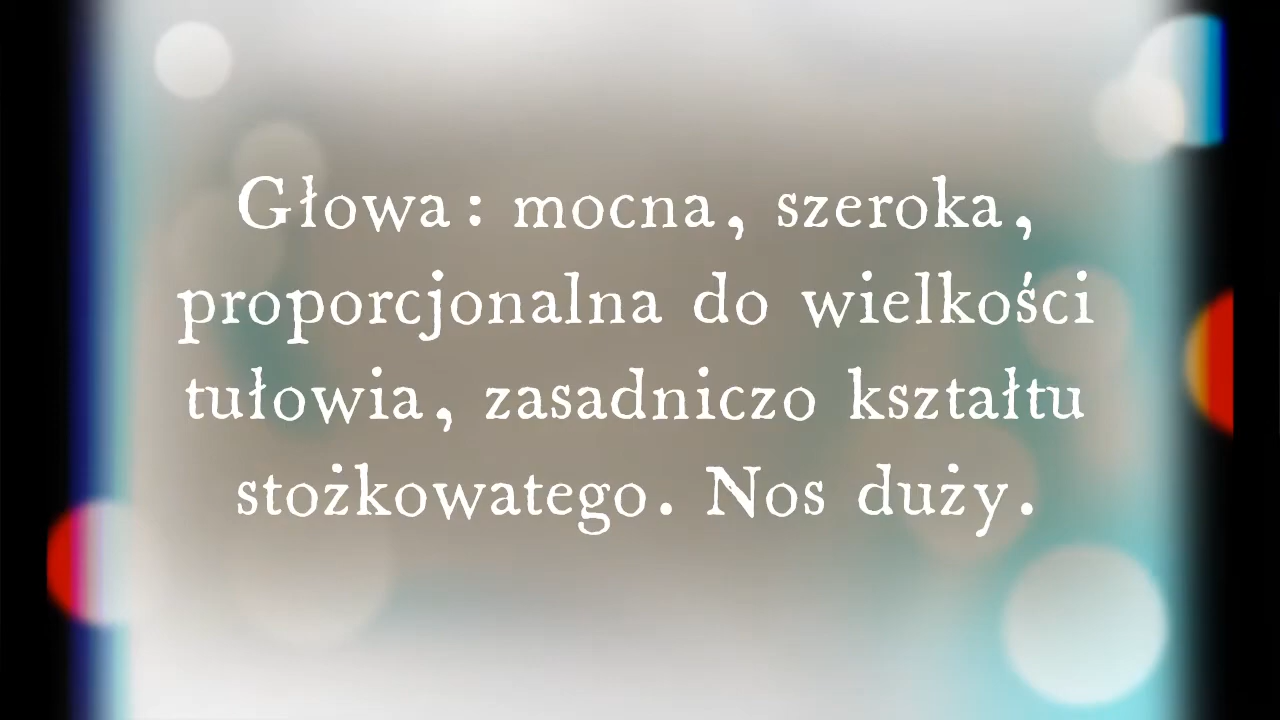 Głowa: mocna, szeroka,
proporcjonalna do wielkości
tułowia, zasadniczo kształtu
stożkowatego. Nos duży.